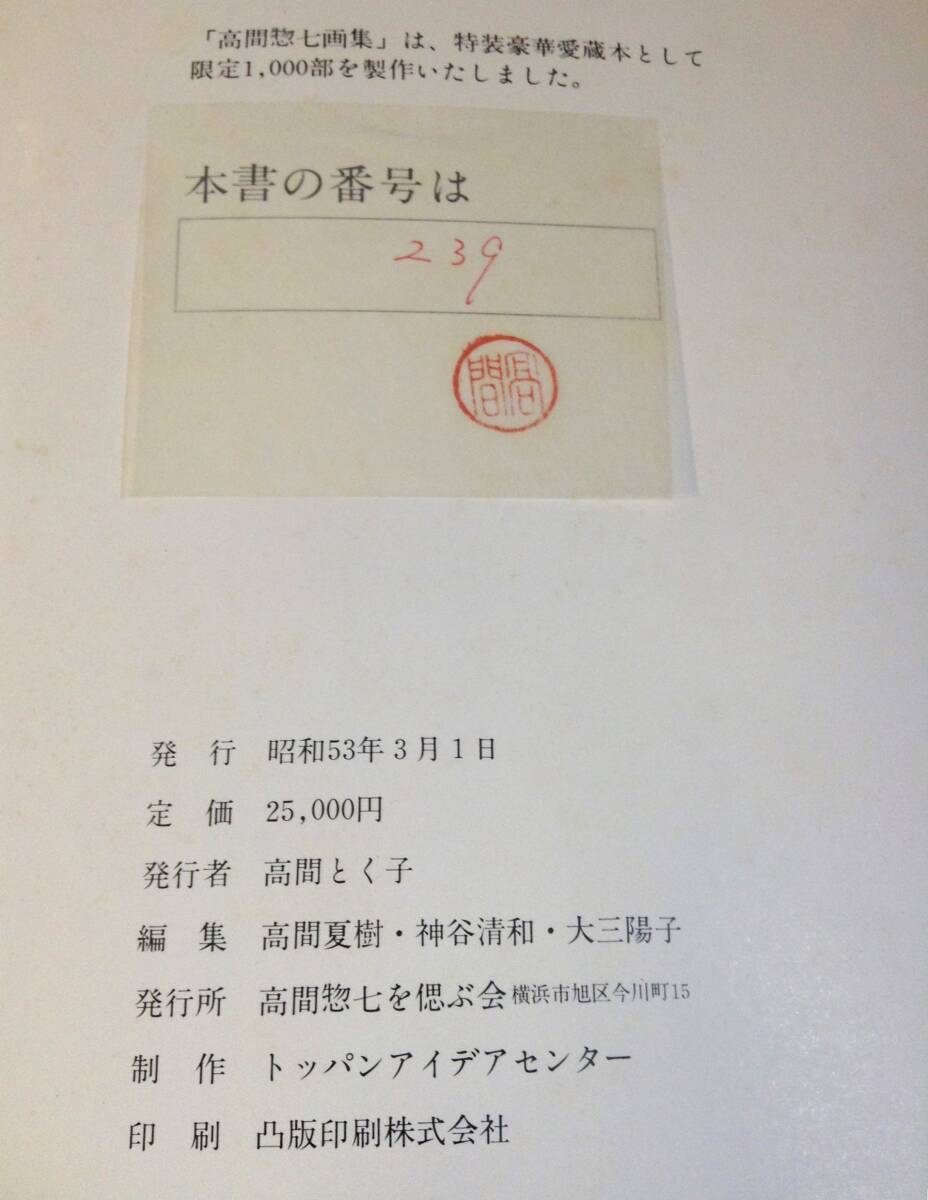 「高間惣七画集」は、特装豪華愛蔵本として
限定1,000部を製作いたしました。
本書の番号は
239
高間
発行 昭和53年3月1日
定価 25,000円
発行者 高間とく子
編集 高間夏樹・神谷清和・大三陽子
発行所 高間惣七を偲ぶ会 横浜市旭区今川町15
制作 トッパンアイデアセンター
印刷 凸版印刷株式会社